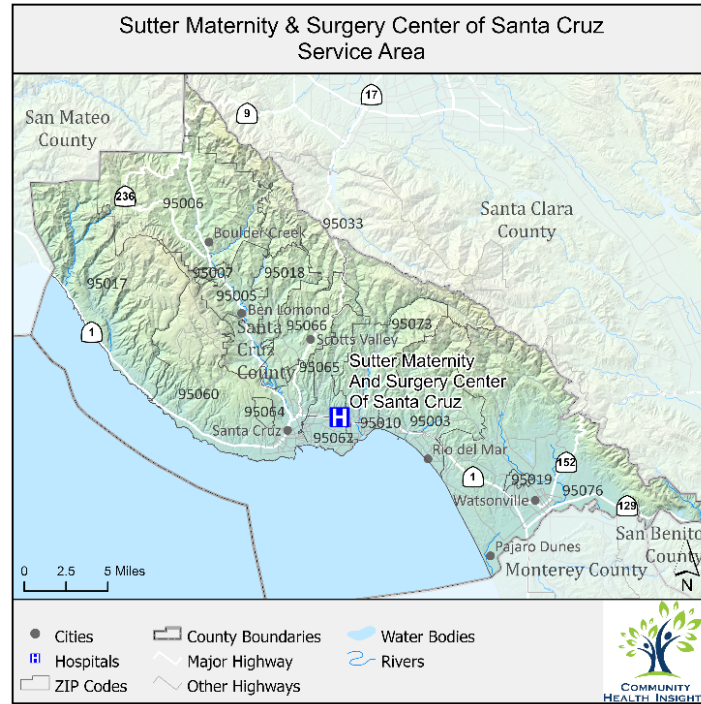 Sutter Maternity & Surgery Center of Santa Cruz
Service Area
San Mateo
County
9
17
236
95006
95033
Santa Clara
County
Boulder Creek
95007
95018
95017
95005
Ben Lomond
1
Santa
Cruz
County
95066
95073
Scotts Valley
95065
Sutter Maternity
And Surgery Center
Of Santa Cruz
95060
95064
H
95010
95003
Santa Cruz
95062
Rio del Mar
152
1
95019
95076
Watsonville
129
San Benito
County
Pajaro Dunes
Monterey County
N
0 2.5 5 Miles
Cities
County Boundaries
Water Bodies
H
Hospitals
Major Highway
Rivers
ZIP Codes
Other Highways
COMMUNITY
HEALTH INSIGHT